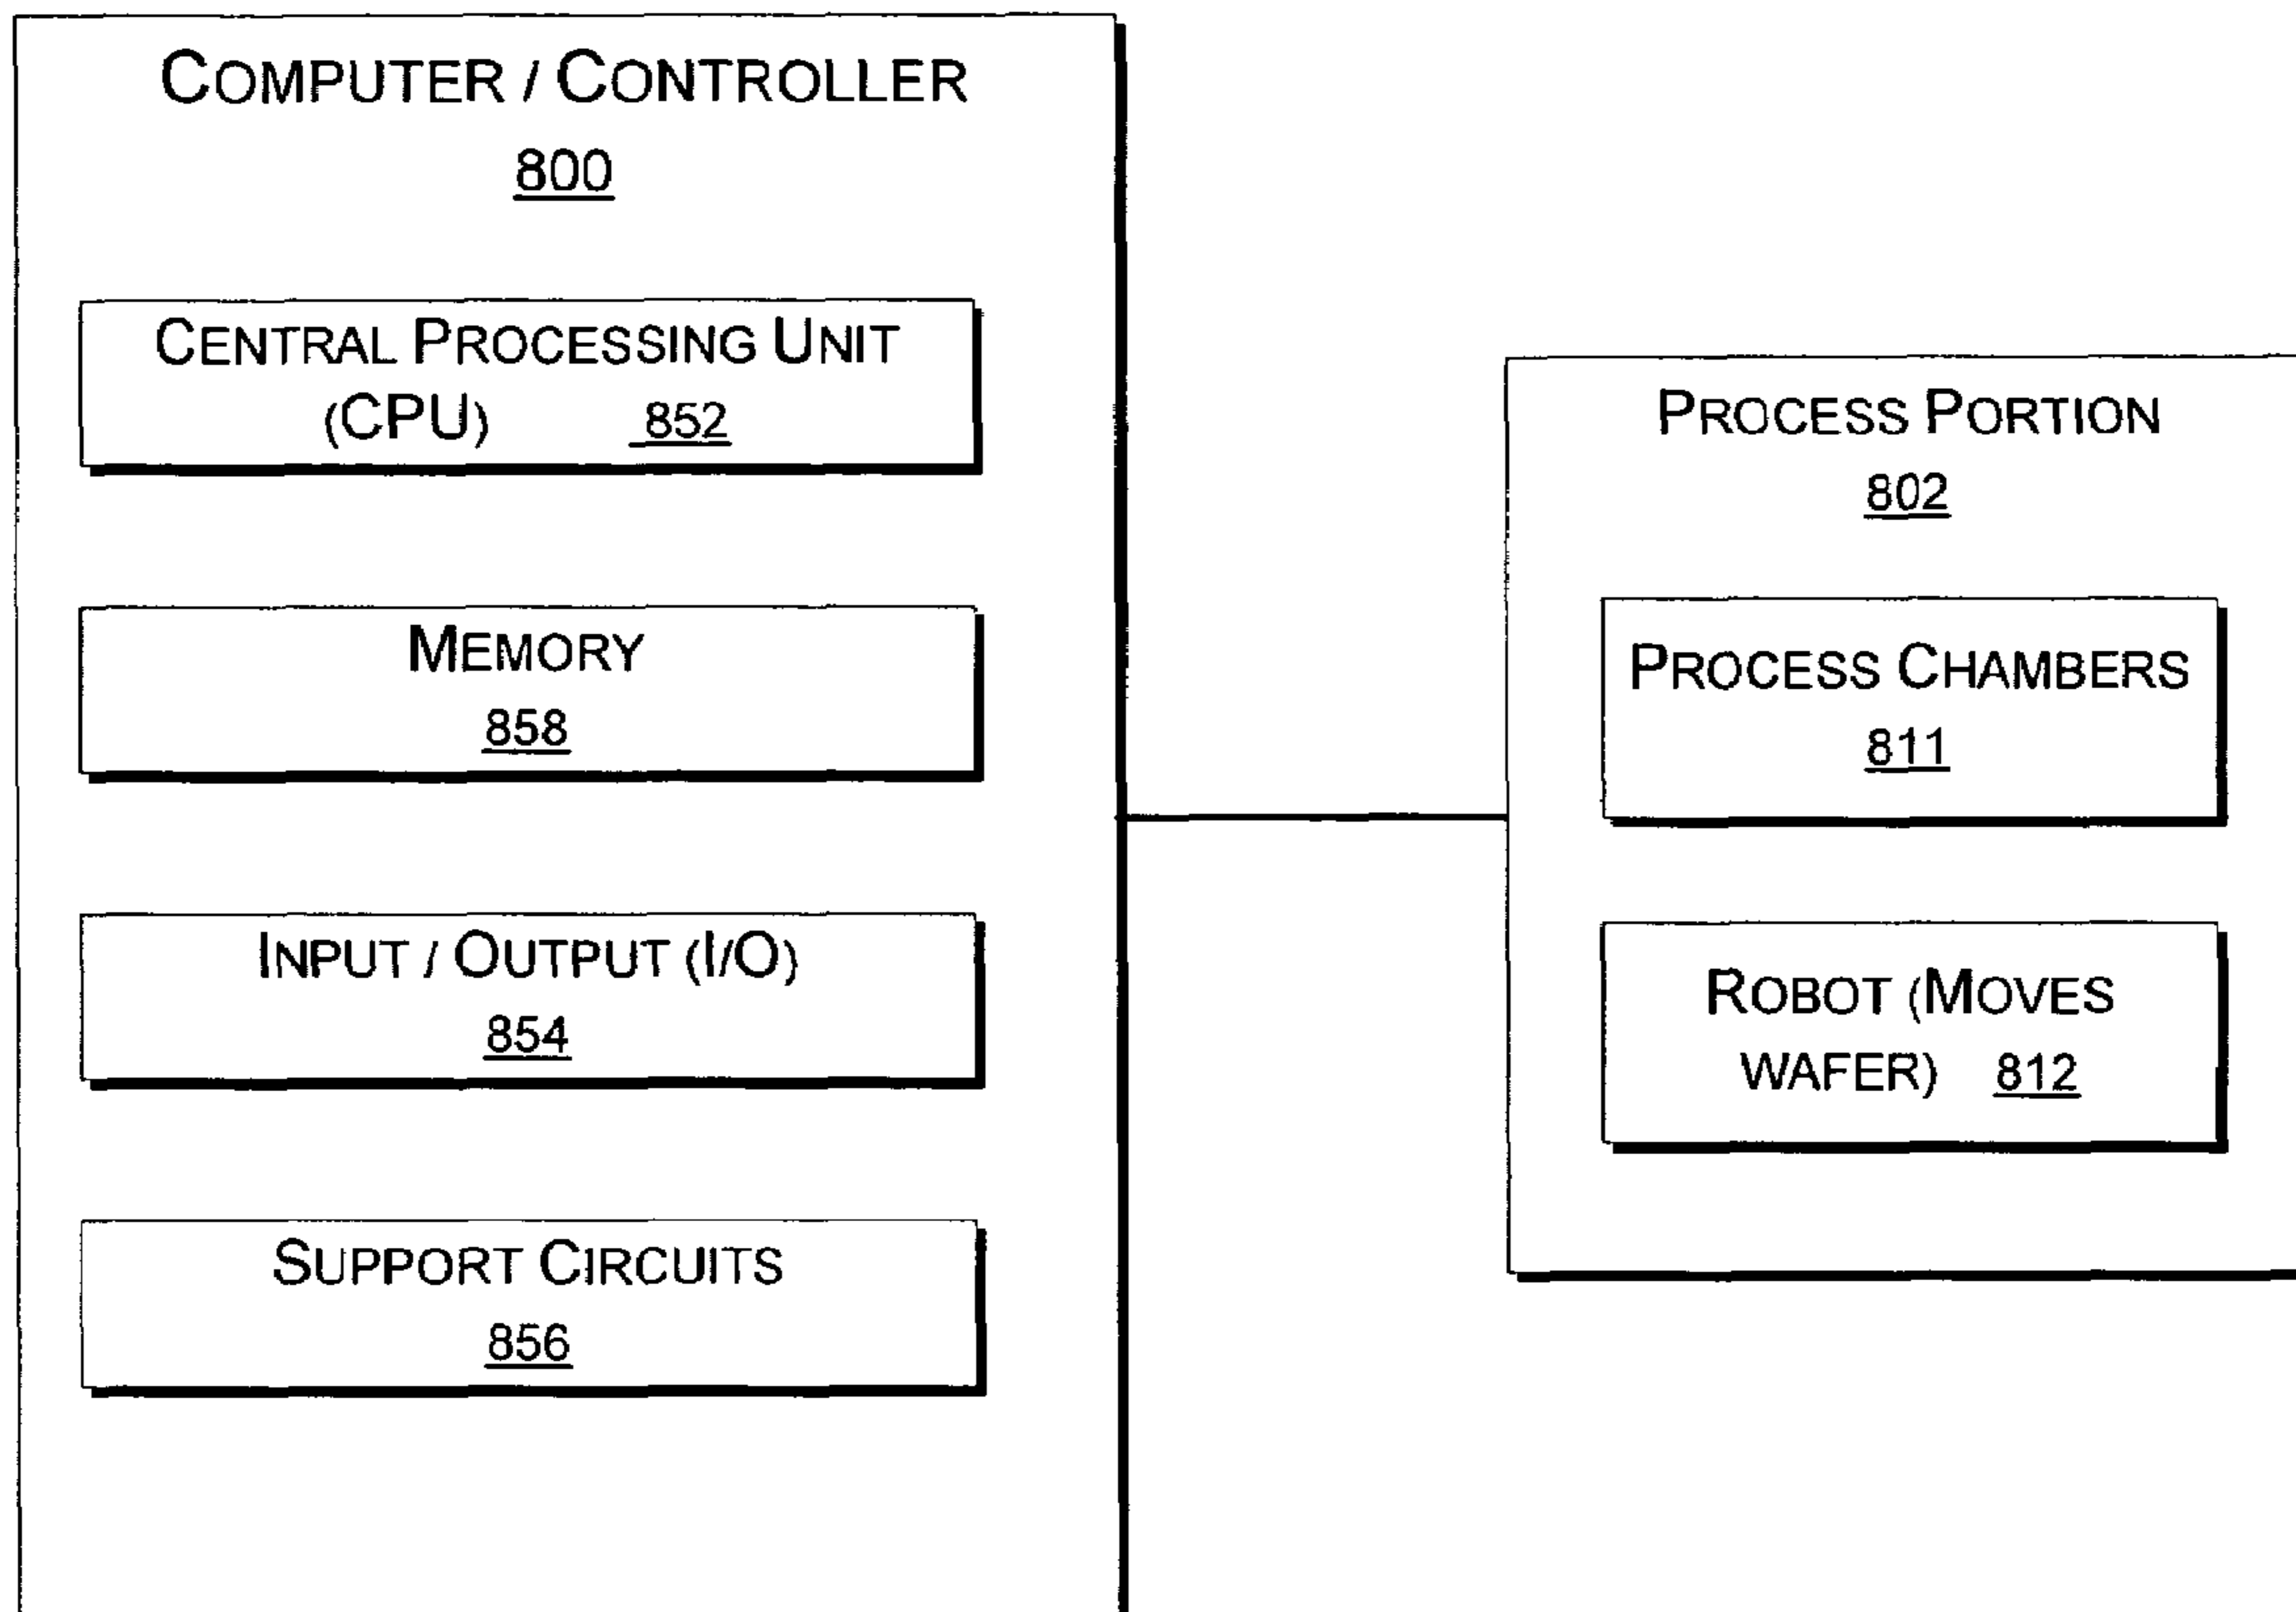 COMPUTER / CONTROLLER
800
CENTRAL PROCESSING UNIT
(CPU) 852
MEMORY
858
INPUT / OUTPUT (I/O)
854
SUPPORT CIRCUITS
856
PROCESS PORTION
802
PROCESS CHAMBERS
811
ROBOT (MOVES
WAFER) 812